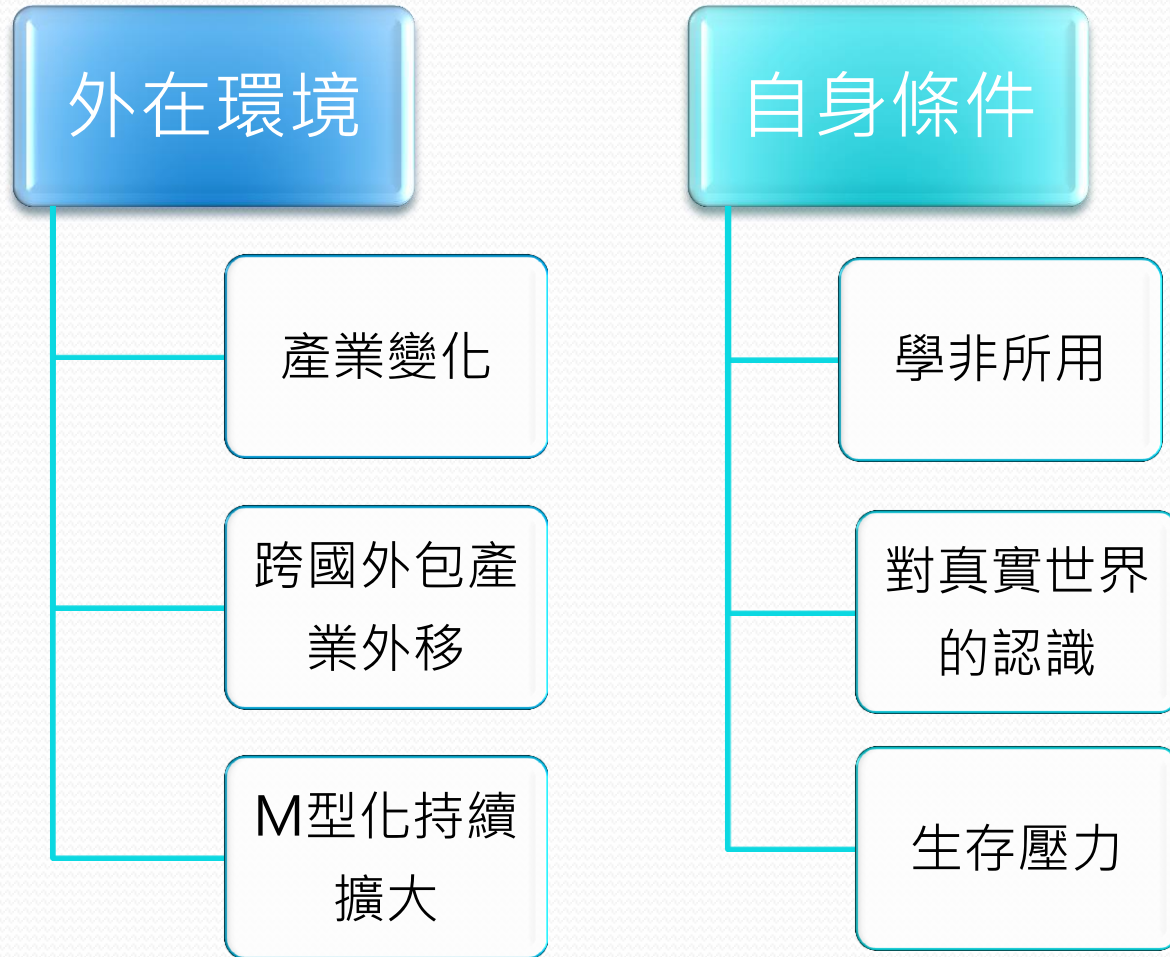 外在環境
產業變化
跨國外包產
業外移
M型化持續
擴大
自身條件
學非所用
對真實世界
的認識
生存壓力